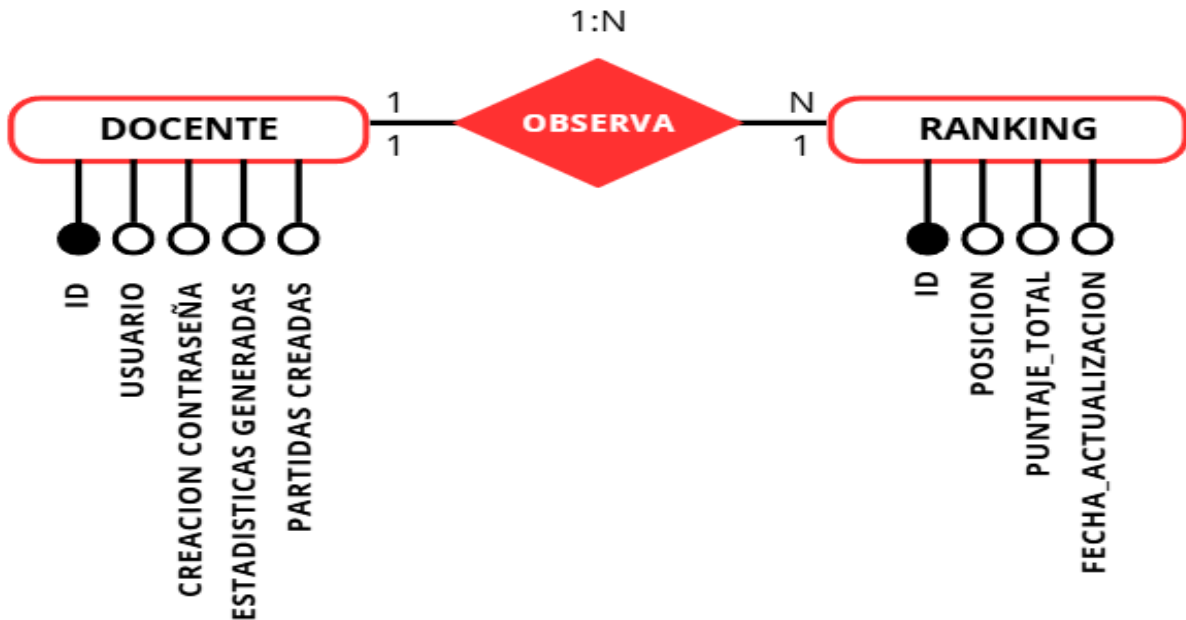 1:N
1
N
DOCENTE
OBSERVA
RANKING
1
1
ID
USUARIO
CREACION CONTRASEÑA
ESTADISTICAS GENERADAS
PARTIDAS CREADAS
ID
POSICION
PUNTAJE_TOTAL
FECHA_ACTUALIZACION